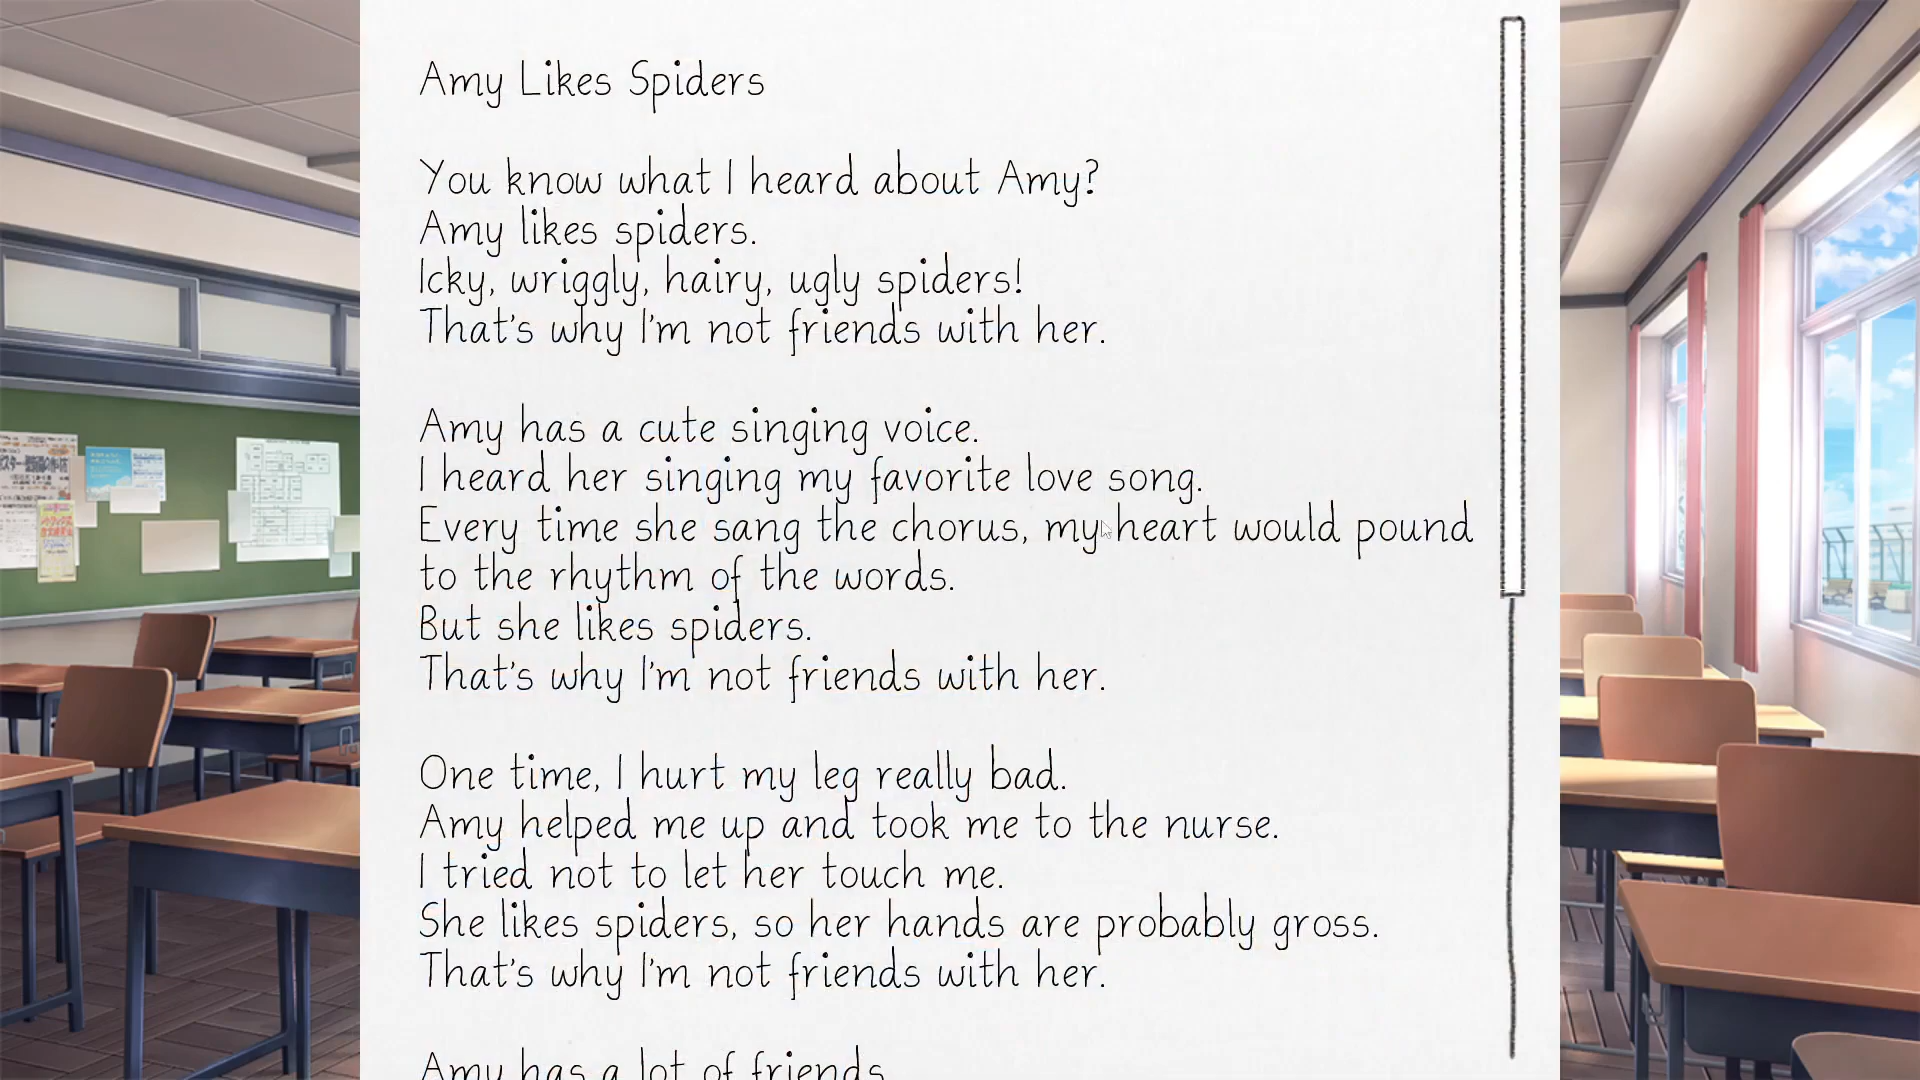 Amy Likes Spiders
You know what I heard about Amy?
Amy likes spiders.
Icky, wriggly, hairy, ugly spiders!
That's why I'm not friends with her.
Amy has a cute singing voice.
I heard her singing my favorite love song.
Every time she sang the chorus, my heart would pound
to the rhythm of the words.
But she likes spiders.
That's why I'm not friends with her.
One time, I hurt my leg really bad.
Amy helped me up and took me to the nurse.
I tried not to let her touch me.
She likes spiders, so her hands are probably gross.
That's why I'm not friends with her.
Amy has a lot of friends